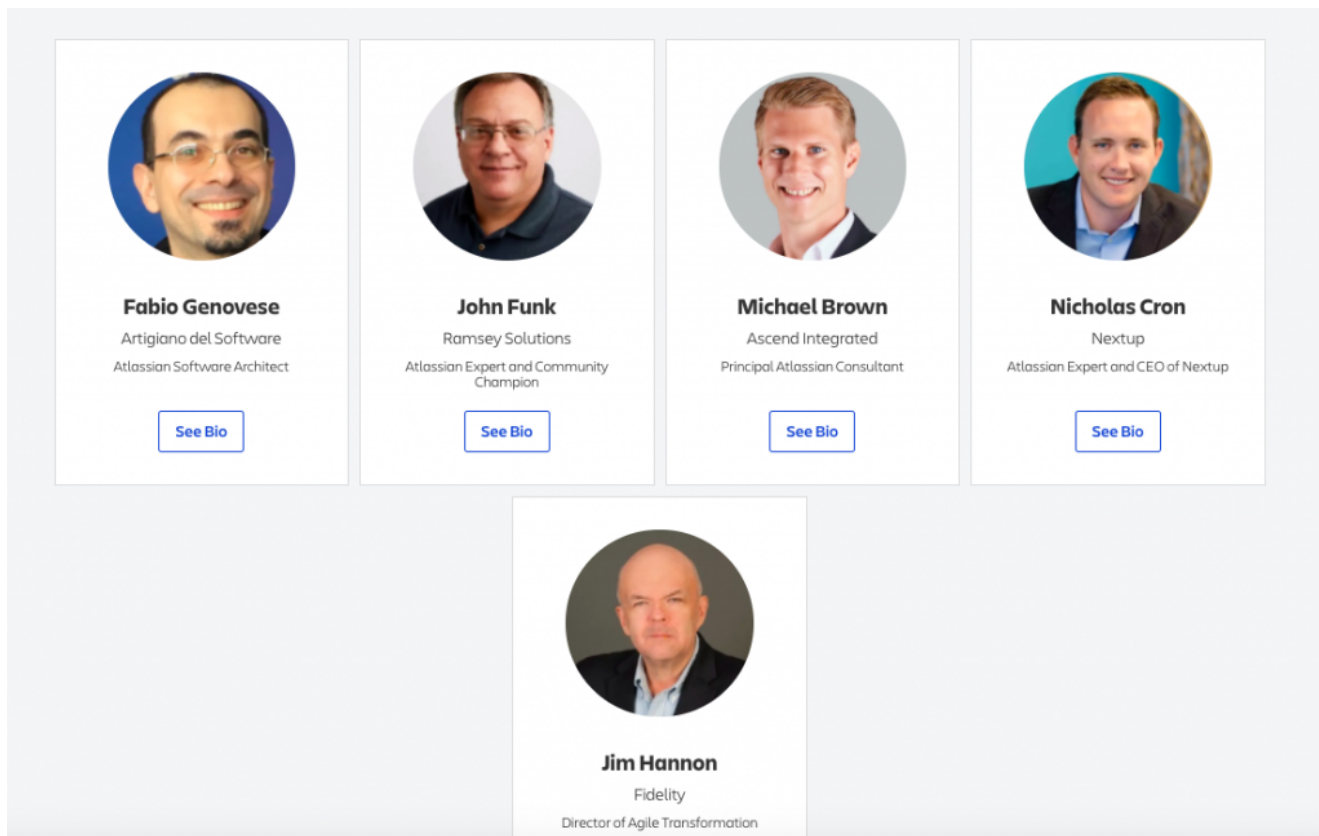 Fabio Genovese
Artigiano del Software
Atlassian Software Architect
See Bio
John Funk
Ramsey Solutions
Atlassian Expert and Community
Champion
See Bio
Michael Brown
Ascend Integrated
Principal Atlassian Consultant
See Bio
Nicholas Cron
Nextup
Atlassian Expert and CEO of Nextup
See Bio
Jim Hannon
Fidelity
Director of Agile Transformation